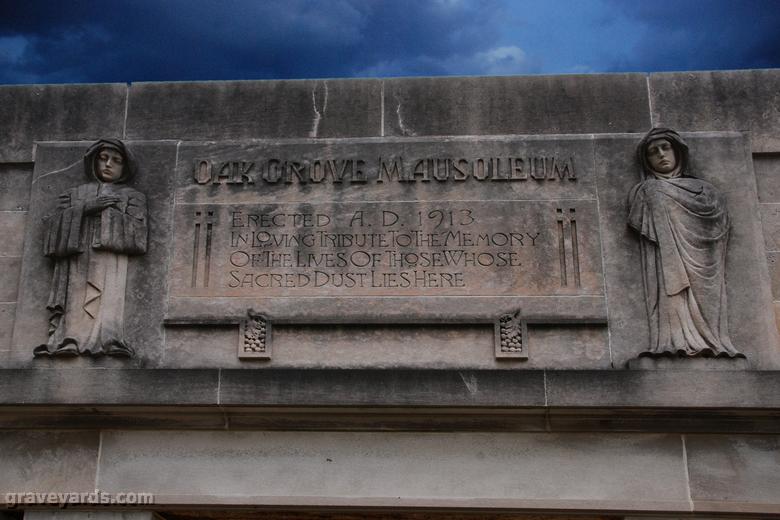 OAK GROVE MAUSOLEUM
ERECTED A. D. 1913.
IN LOVING TRIBUTE TO THE MEMORY
OF THE LIVES OF THOSE WHOSE
SACRED DUST LIES HERE
graveyards.com